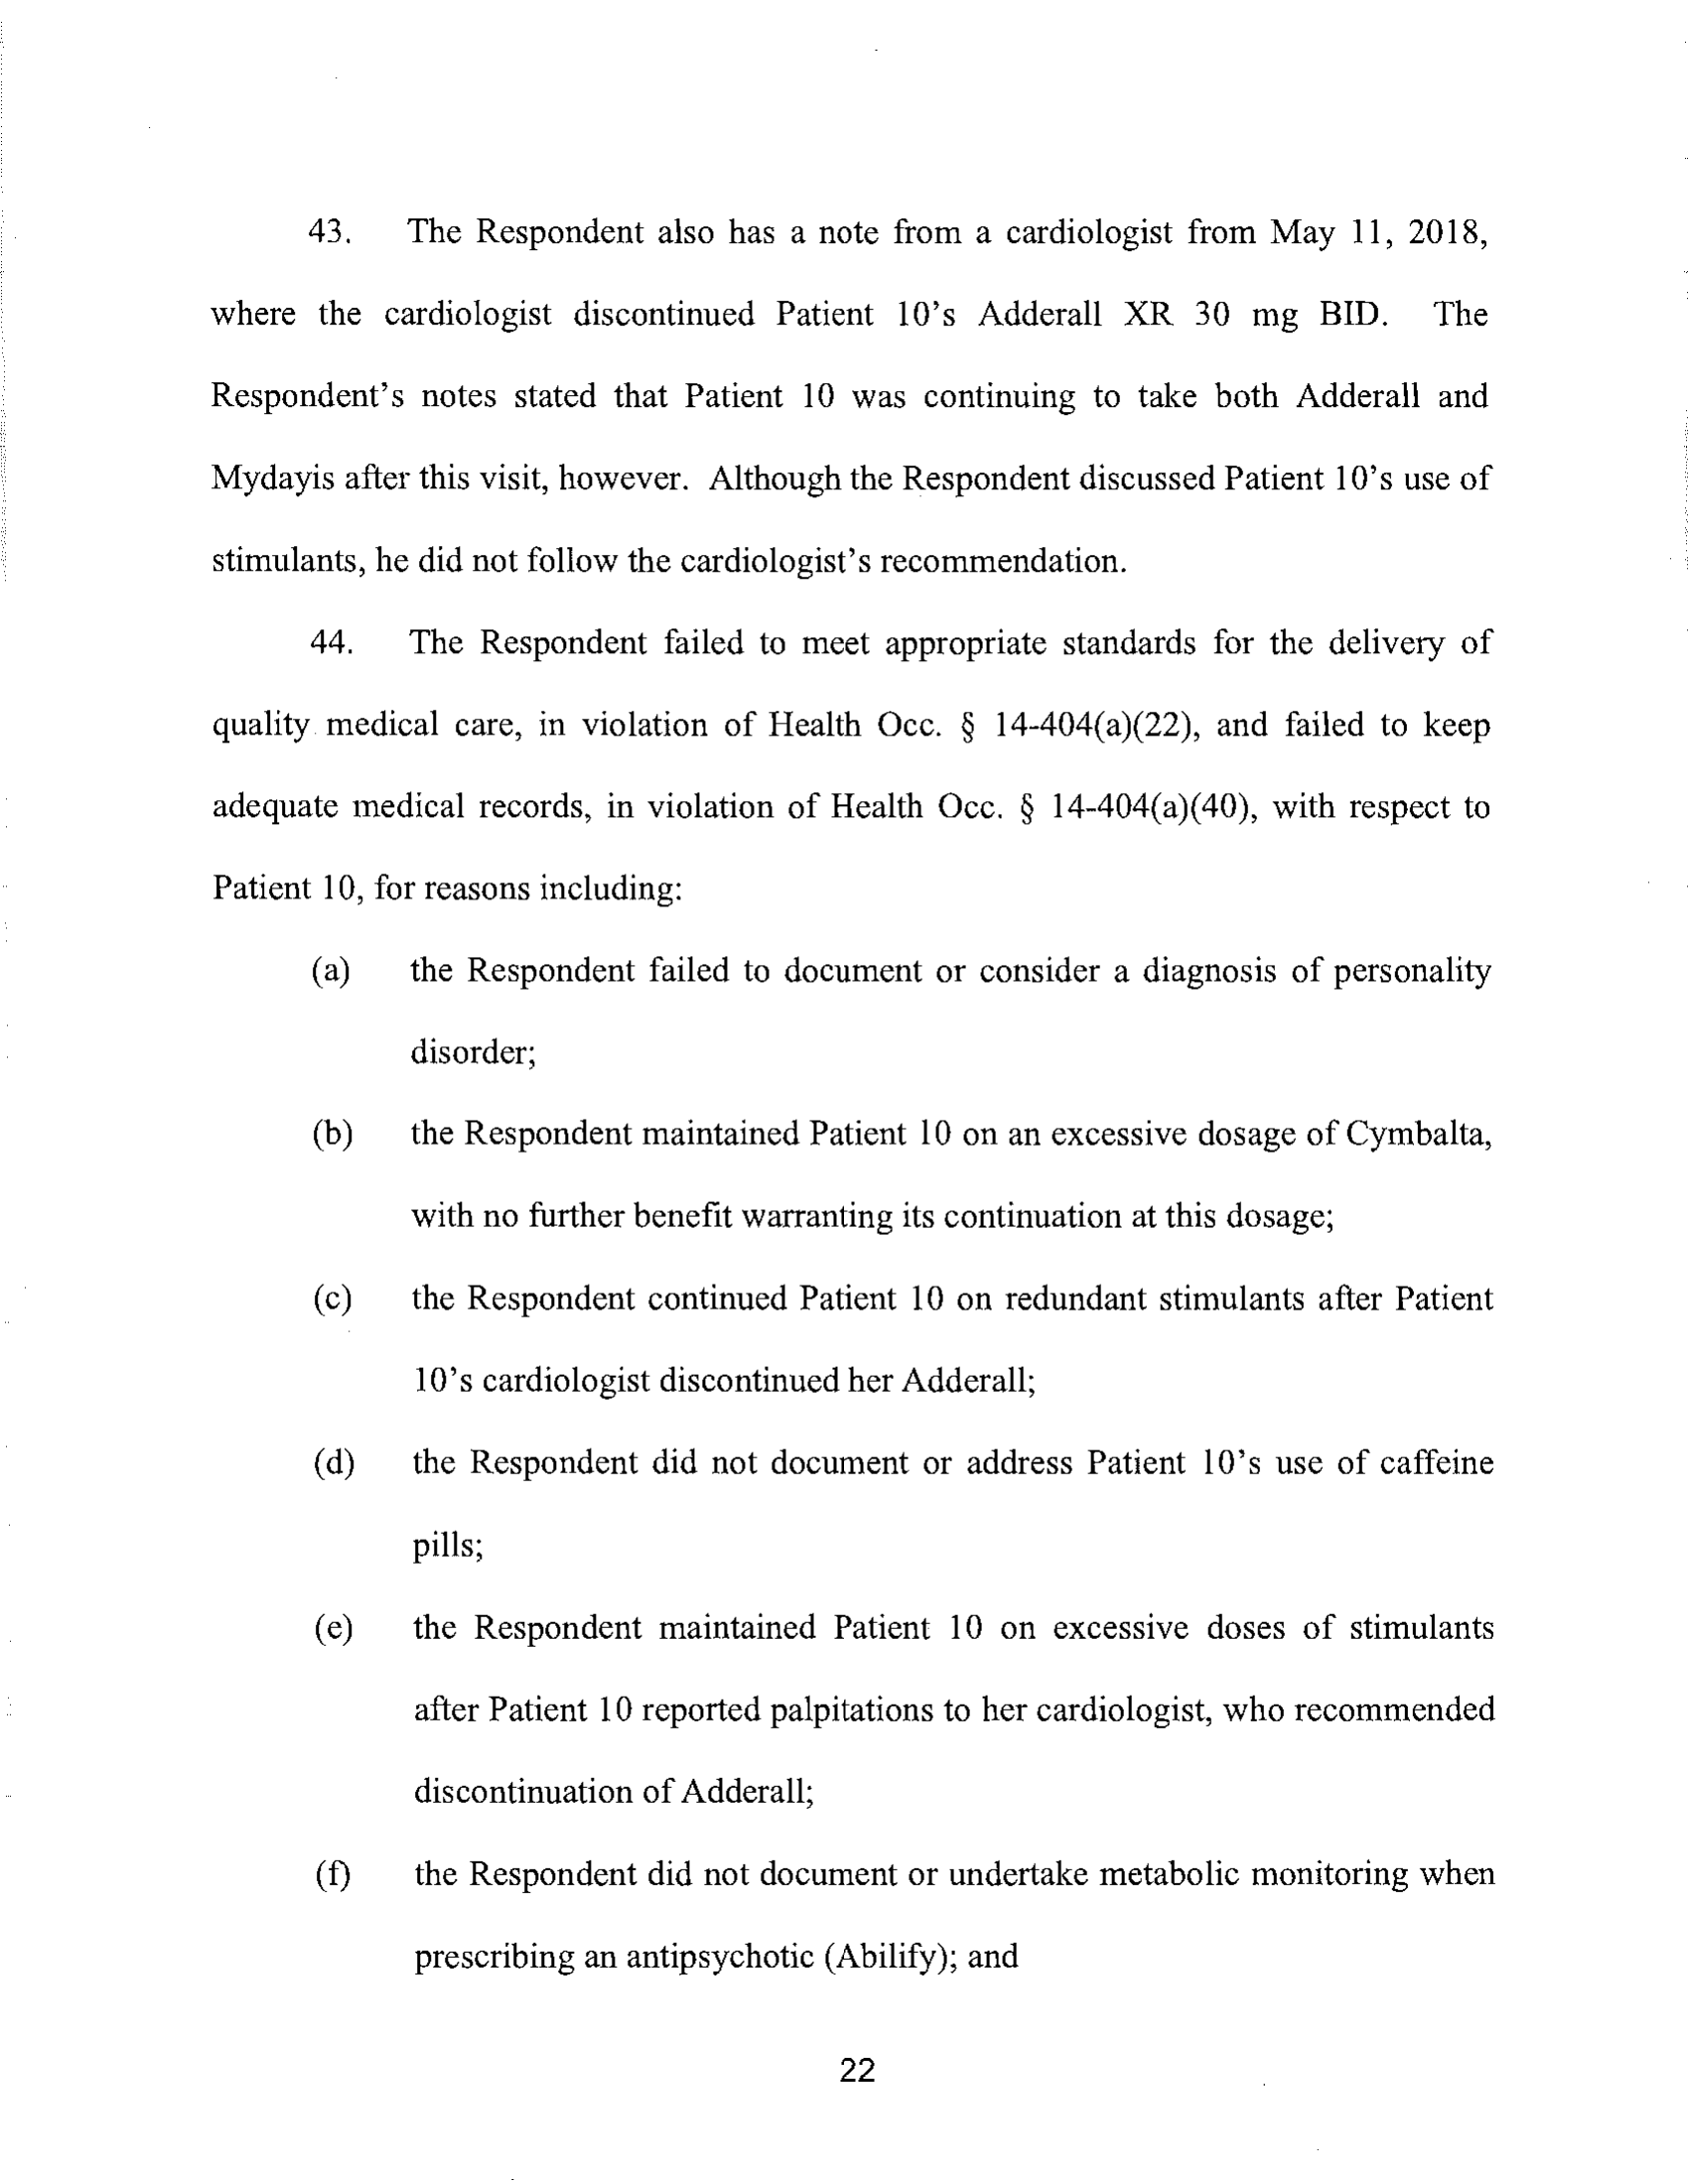 43. The Respondent also has a note from a cardiologist from May 11, 2018,
where the cardiologist discontinued Patient 10's Adderall XR 30 mg BID. The
Respondent's notes stated that Patient 10 was continuing to take both Adderall and
Mydayis after this visit, however. Although the Respondent discussed Patient 10's use of
stimulants, he did not follow the cardiologist's recommendation.
44. The Respondent failed to meet appropriate standards for the delivery of
quality medical care, in violation of Health Occ. § 14-404(a)(22), and failed to keep
adequate medical records, in violation of Health Occ. § 14-404(a)(40), with respect to
Patient 10, for reasons including:
(a) the Respondent failed to document or consider a diagnosis of personality
disorder;
(b) the Respondent maintained Patient 10 on an excessive dosage of Cymbalta,
with no further benefit warranting its continuation at this dosage;
(c) the Respondent continued Patient 10 on redundant stimulants after Patient
10's cardiologist discontinued her Adderall;
(d) the Respondent did not document or address Patient 10's use of caffeine
pills;
(e) the Respondent maintained Patient 10 on excessive doses of stimulants
after Patient 10 reported palpitations to her cardiologist, who recommended
discontinuation of Adderall;
(f) the Respondent did not document or undertake metabolic monitoring when
prescribing an antipsychotic (Abilify); and
22